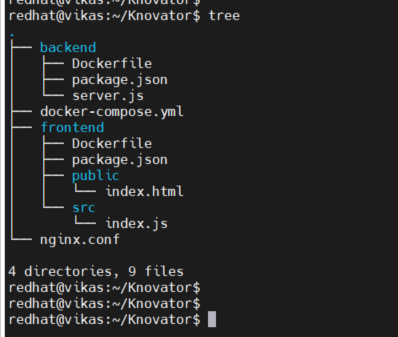 redhat@vikas:~/Knovator$
redhat@vikas:~/Knovator$ tree
.
├── backend
│   ├── Dockerfile
│   ├── package.json
│   └── server.js
├── docker-compose.yml
├── frontend
│   ├── Dockerfile
│   ├── package.json
│   ├── public
│   │   └── index.html
│   └── src
│       └── index.js
└── nginx.conf
4 directories, 9 files
redhat@vikas:~/Knovator$
redhat@vikas:~/Knovator$
redhat@vikas:~/Knovator$